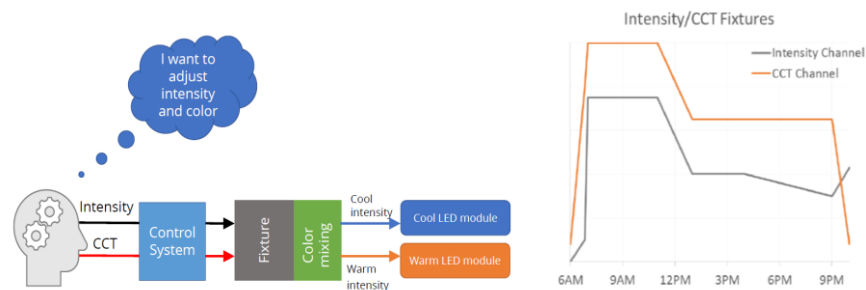 I want to
adjust
intensity
and color
Intensity
CCT
Control
System
Fixture
Color
mixing
Cool
intensity
Warm
intensity
Cool LED module
Warm LED module
Intensity/CCT Fixtures
Intensity Channel
CCT Channel
6AM 9AM 12PM 3PM 6PM 9PM